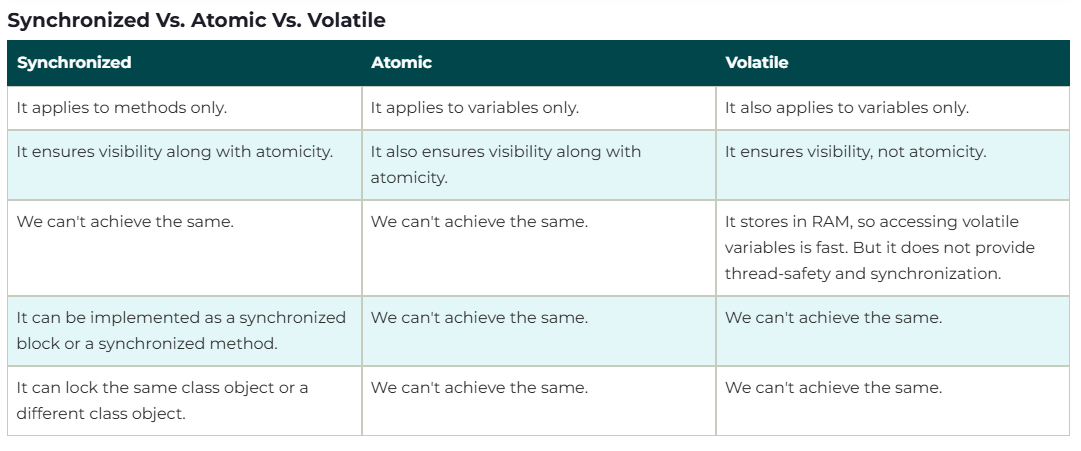 Synchronized Vs. Atomic Vs. Volatile
Synchronized
Atomic
Volatile
It applies to methods only.
It applies to variables only.
It also applies to variables only.
It ensures visibility along with atomicity.
It also ensures visibility along with
atomicity.
It ensures visibility, not atomicity.
We can't achieve the same.
We can't achieve the same.
It stores in RAM, so accessing volatile
variables is fast. But it does not provide
thread-safety and synchronization.
It can be implemented as a synchronized
block or a synchronized method.
We can't achieve the same.
We can't achieve the same.
It can lock the same class object or a
different class object.
We can't achieve the same.
We can't achieve the same.